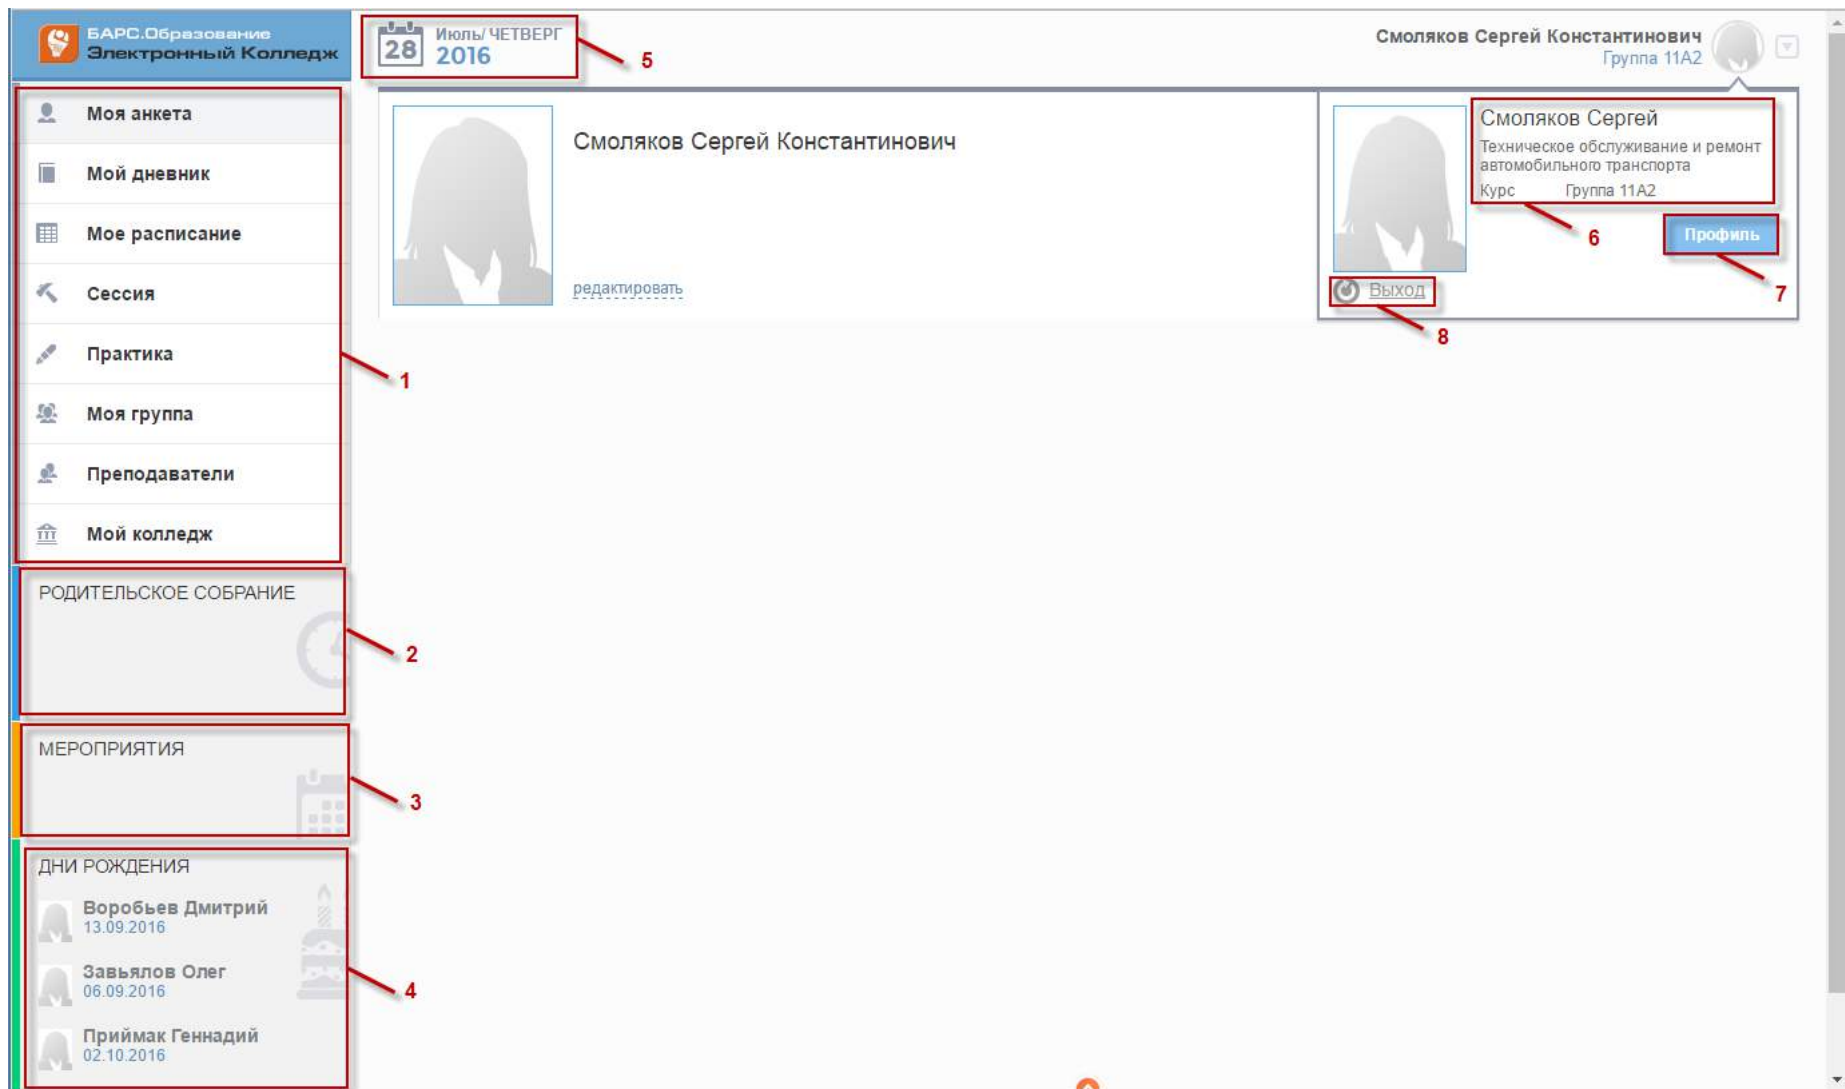 БАРС.Образование
Электронный Колледж
28
Июль/ ЧЕТВЕРГ
2016
5
Смоляков Сергей Константинович
Группа 11А2
Моя анкета
Мой дневник
Мое расписание
Сессия
Практика
Моя группа
Преподаватели
Мой колледж
1
Смоляков Сергей Константинович
редактировать
Смоляков Сергей
Техническое обслуживание и ремонт
автомобильного транспорта
Курс Группа 11А2
6
Профиль
7
Выход
8
РОДИТЕЛЬСКОЕ СОБРАНИЕ
2
МЕРОПРИЯТИЯ
3
ДНИ РОЖДЕНИЯ
Воробьев Дмитрий
13.09.2016
Завьялов Олег
06.09.2016
4
Приймак Геннадий
02.10.2016